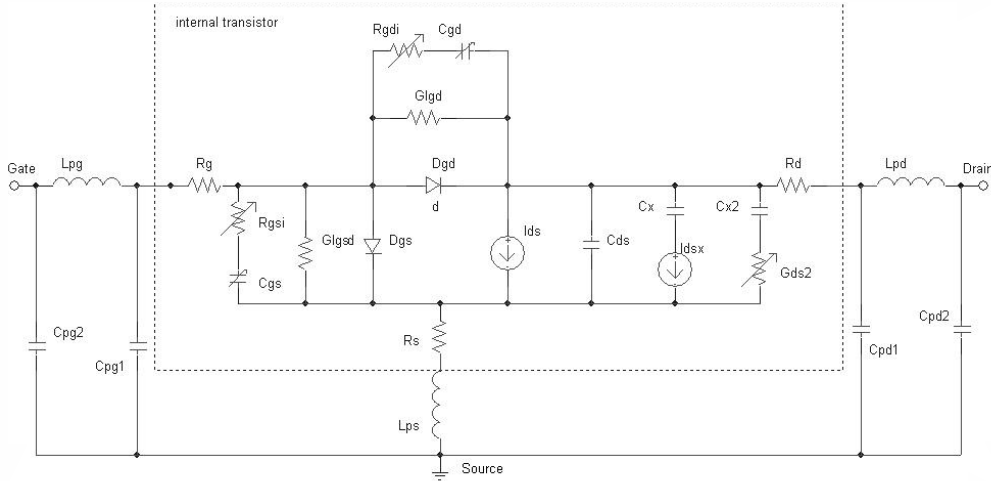 internal transistor
Rgdi
Cgd
Glgd
Gate
Lpg
Rg
Dgd
d
Rd
Lpd
Drain
Rgsi
Glgsd
Dgs
Ids
Cds
Cx
Idsx
Cx2
Gds2
Cgs
Cpg2
Cpg1
Rs
Cpd1
Cpd2
Lps
Source